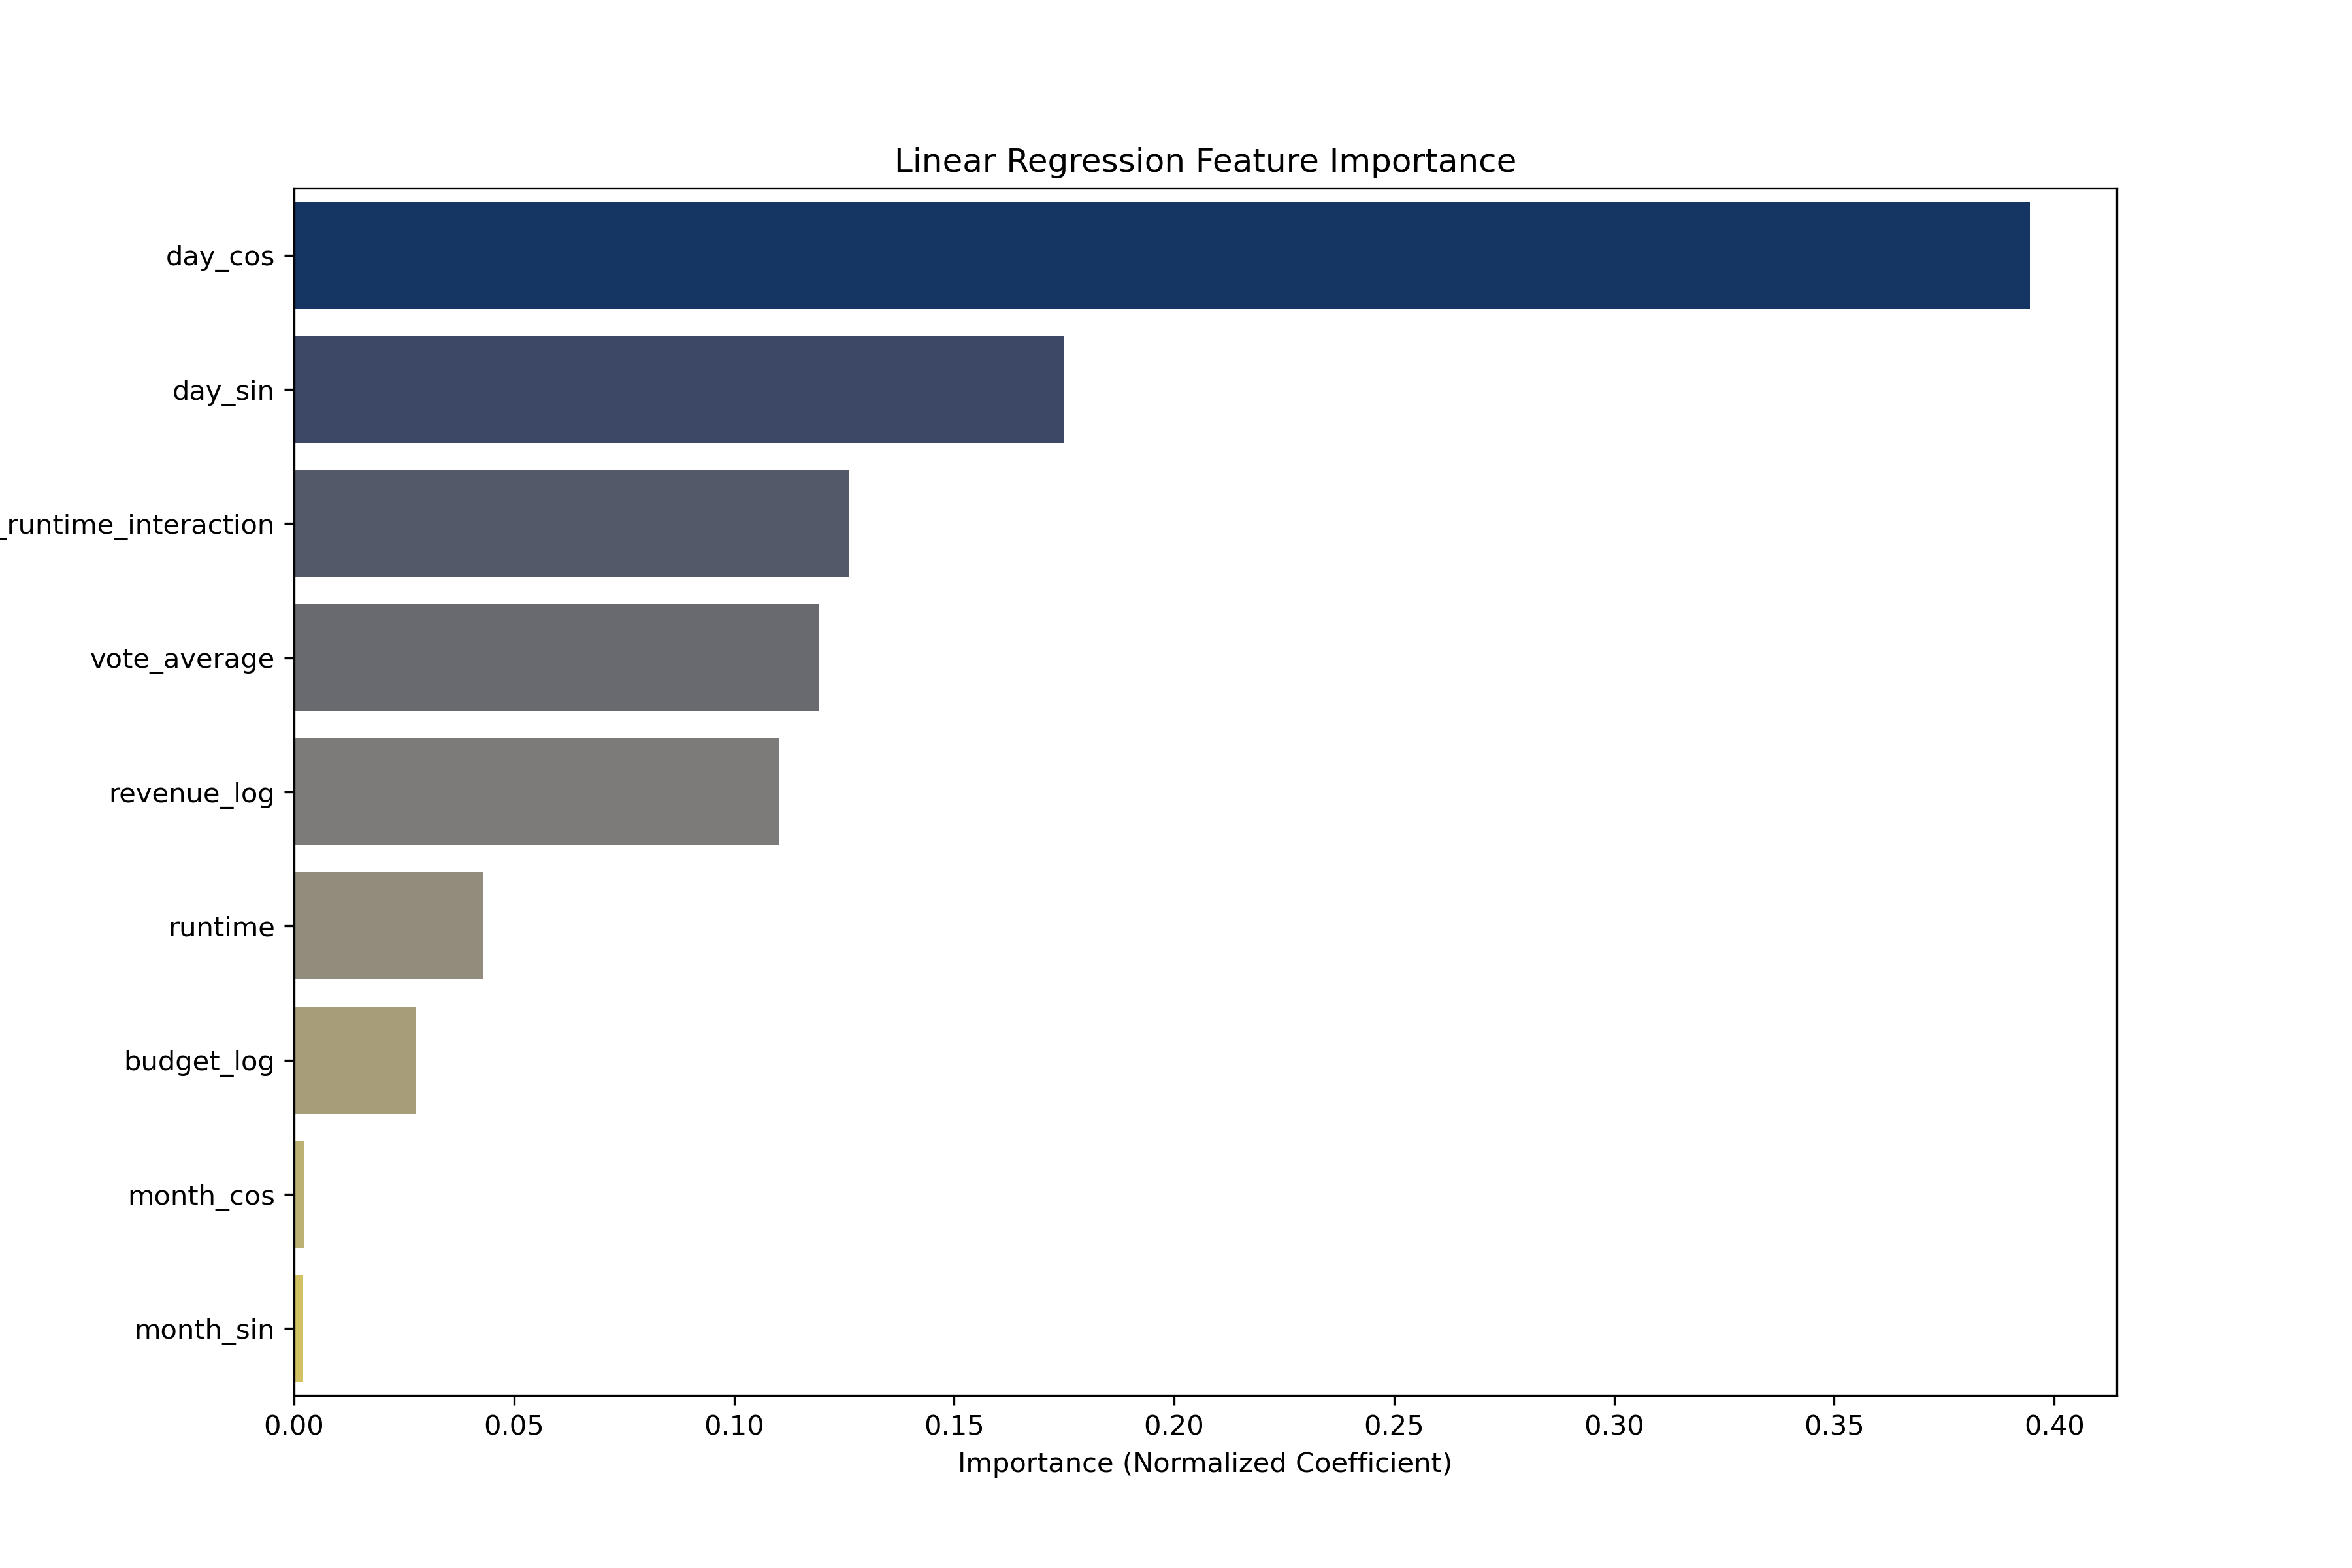 Linear Regression Feature Importance
day_cos
day_sin
_runtime_interaction
vote_average
revenue_log
runtime
budget_log
month_cos
month_sin
0.00 0.05 0.10 0.15 0.20 0.25 0.30 0.35 0.40
Importance (Normalized Coefficient)